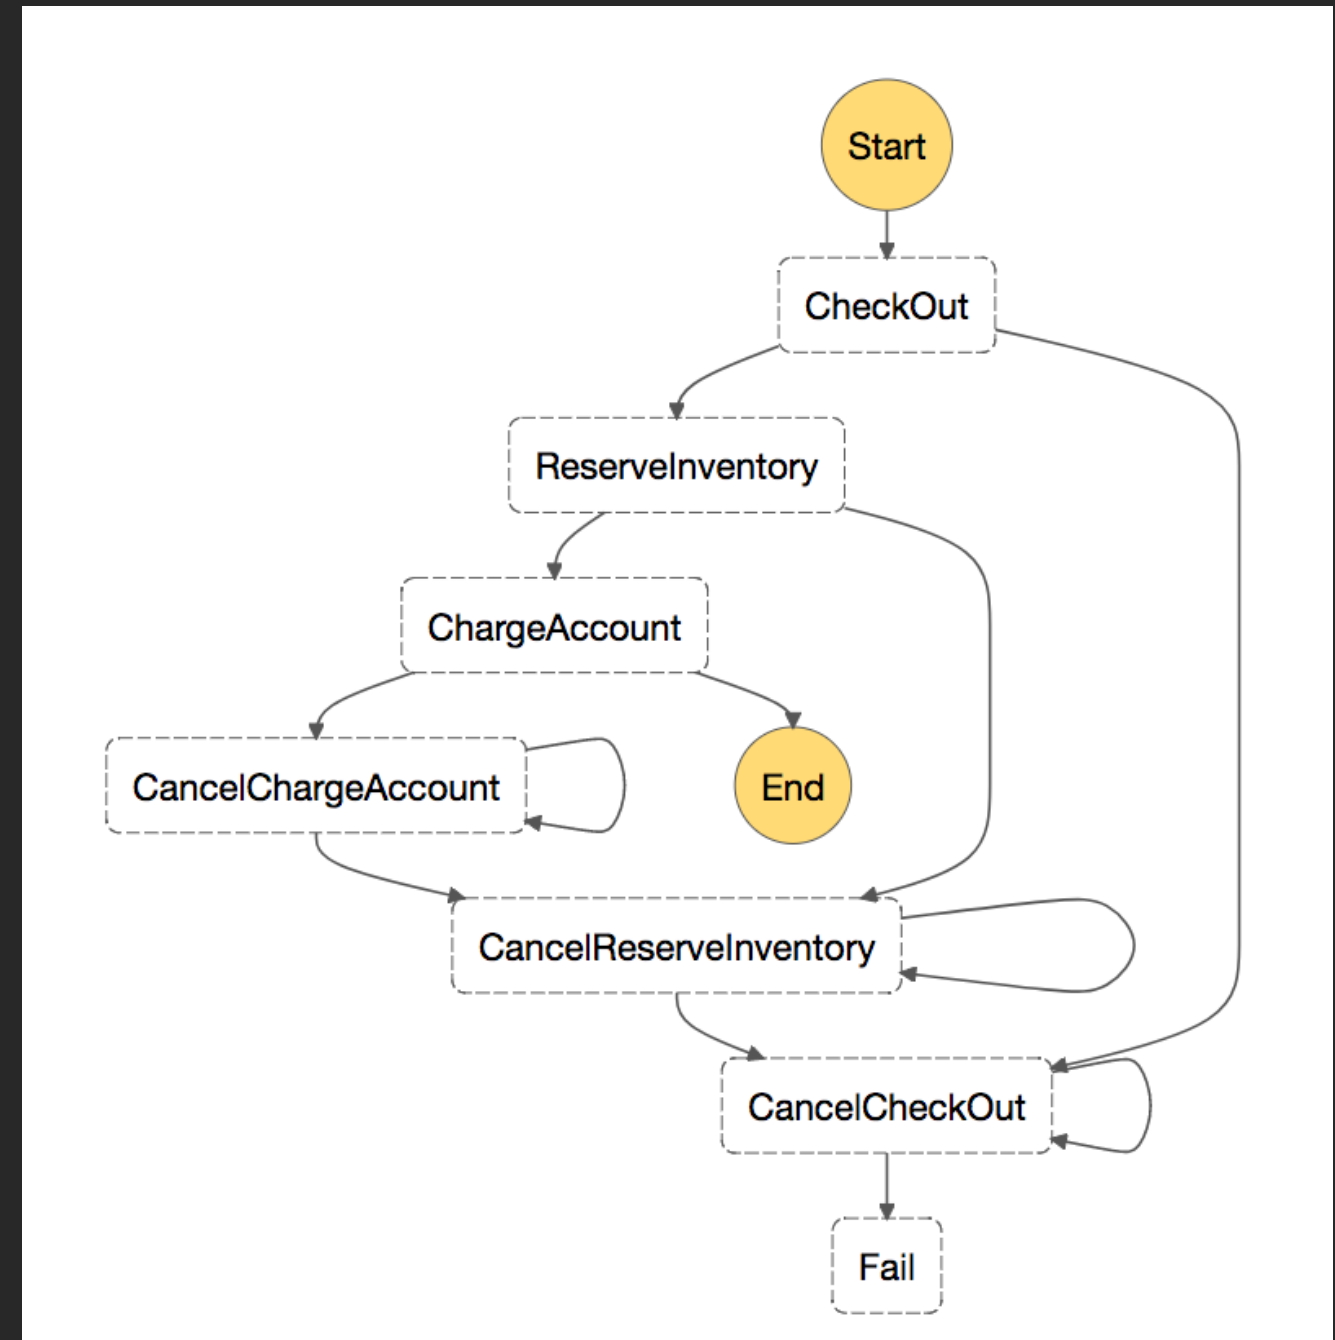 Start
CheckOut
ReserveInventory
ChargeAccount
CancelChargeAccount
End
CancelReserveInventory
CancelCheckOut
Fail